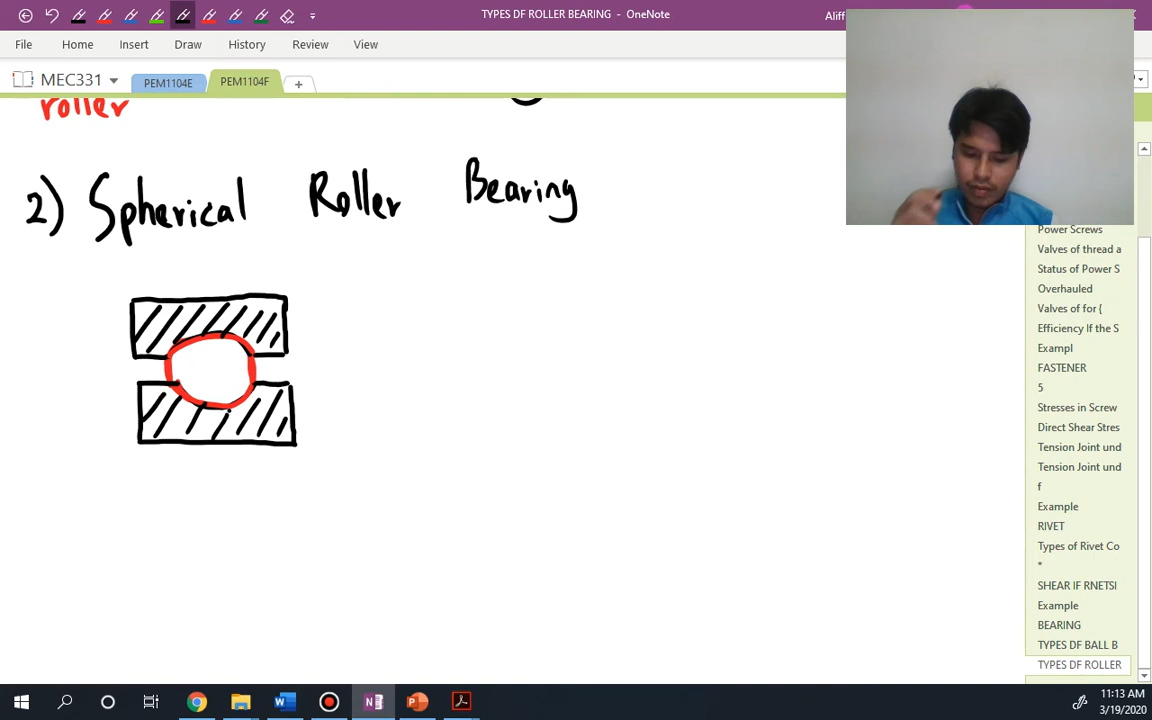 TYPES DF ROLLER BEARING - OneNote
Aliff
File Home Insert Draw History Review View
MEC331
PEM1104E
PEM1104F
roller
2) Spherical Roller Bearing
Power Screws
Valves of thread a
Status of Power S
Overhauled
Valves of for {
Efficiency If the S
Exampl
FASTENER
5
Stresses in Screw
Direct Shear Stres
Tension Joint und
Tension Joint und
f
Example
RIVET
Types of Rivet Co
*
SHEAR IF RNETSI
Example
BEARING
TYPES DF BALL B
TYPES DF ROLLER
11:13 AM
3/19/2020